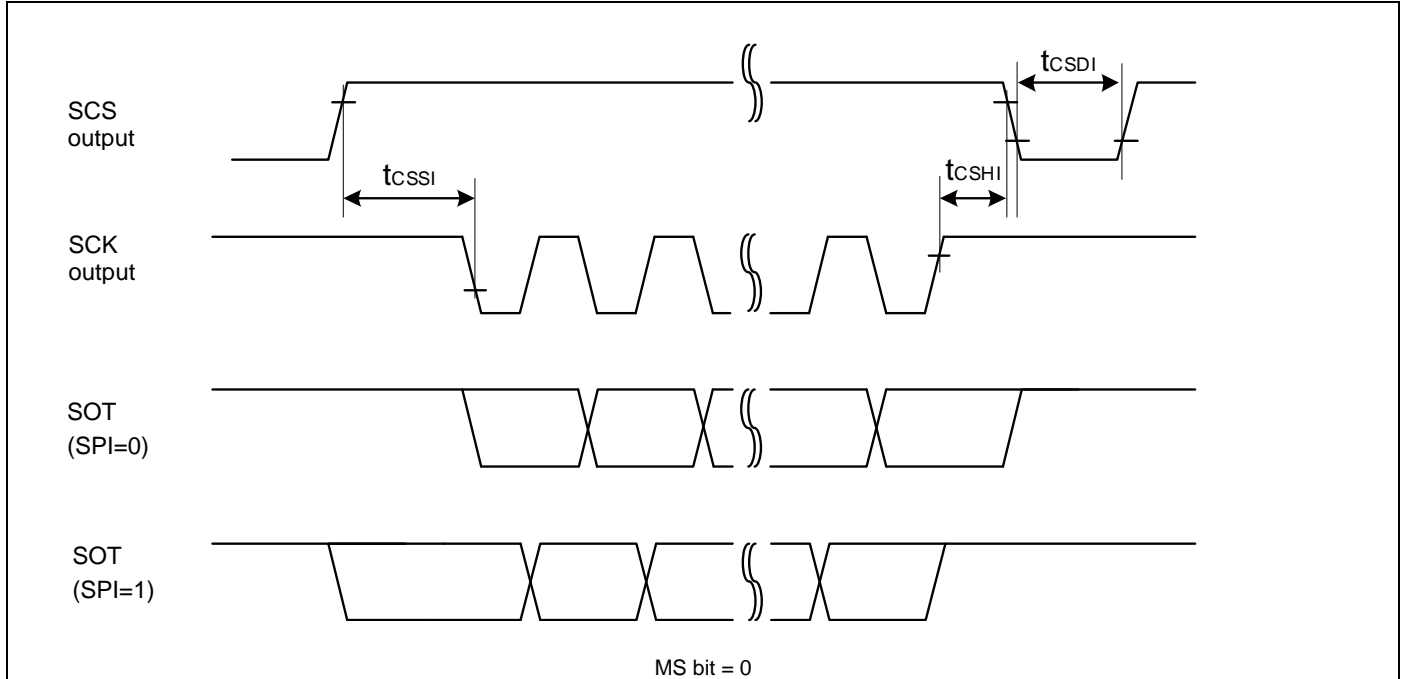 tCSDI
SCS
output
tCSSI
tCSHI
SCK
output
SOT
(SPI=0)
SOT
(SPI=1)
MS bit = 0